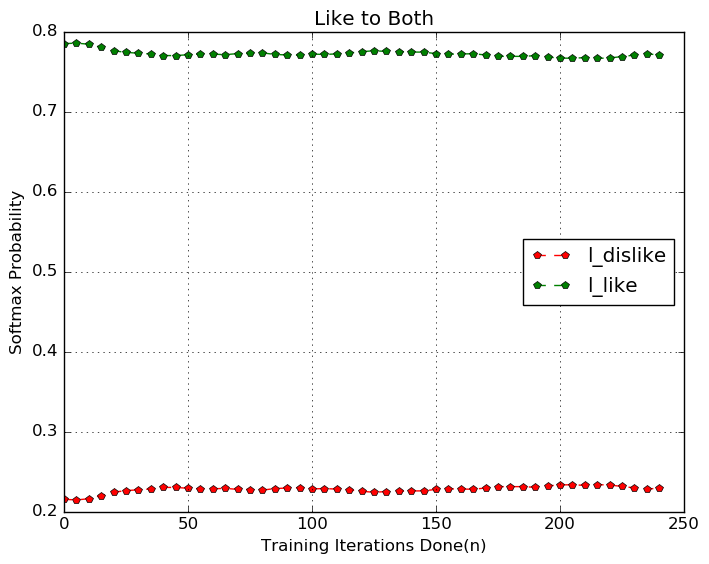 Like to Both
0.8
0.7
0.6
0.5
0.4
0.3
0.2
Softmax Probability
l_dislike
l_like
0 50 100 150 200 250
Training Iterations Done(n)